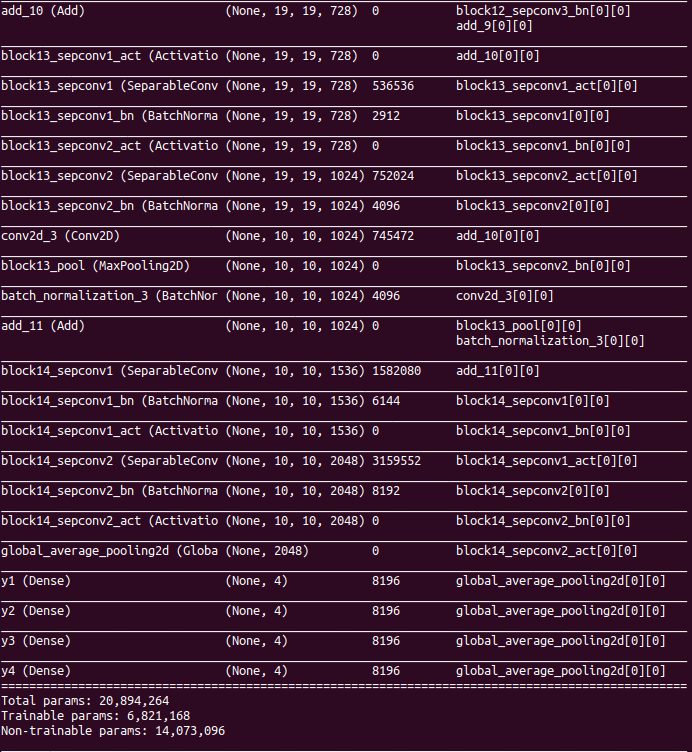 add_10 (Add) (None, 19, 19, 728) 0 block12_sepconv3_bn[0][0]
add_9[0][0]
block13_sepconv1_act (Activatio (None, 19, 19, 728) 0 add_10[0][0]
block13_sepconv1 (SeparableConv (None, 19, 19, 728) 536536 block13_sepconv1_act[0][0]
block13_sepconv1_bn (BatchNorma (None, 19, 19, 728) 2912 block13_sepconv1[0][0]
block13_sepconv2_act (Activatio (None, 19, 19, 728) 0 block13_sepconv1_bn[0][0]
block13_sepconv2 (SeparableConv (None, 19, 19, 1024) 752024 block13_sepconv2_act[0][0]
block13_sepconv2_bn (BatchNorma (None, 19, 19, 1024) 4096 block13_sepconv2[0][0]
conv2d_3 (Conv2D) (None, 10, 10, 1024) 745472 add_10[0][0]
block13_pool (MaxPooling2D) (None, 10, 10, 1024) 0 block13_sepconv2_bn[0][0]
batch_normalization_3 (BatchNor (None, 10, 10, 1024) 4096 conv2d_3[0][0]
add_11 (Add) (None, 10, 10, 1024) 0 block13_pool[0][0]
batch_normalization_3[0][0]
block14_sepconv1 (SeparableConv (None, 10, 10, 1536) 1582080 add_11[0][0]
block14_sepconv1_bn (BatchNorma (None, 10, 10, 1536) 6144 block14_sepconv1[0][0]
block14_sepconv1_act (Activatio (None, 10, 10, 1536) 0 block14_sepconv1_bn[0][0]
block14_sepconv2 (SeparableConv (None, 10, 10, 2048) 3159552 block14_sepconv1_act[0][0]
block14_sepconv2_bn (BatchNorma (None, 10, 10, 2048) 8192 block14_sepconv2[0][0]
block14_sepconv2_act (Activatio (None, 10, 10, 2048) 0 block14_sepconv2_bn[0][0]
global_average_pooling2d (Globa (None, 2048) 0 block14_sepconv2_act[0][0]
y1 (Dense) (None, 4) 8196 global_average_pooling2d[0][0]
y2 (Dense) (None, 4) 8196 global_average_pooling2d[0][0]
y3 (Dense) (None, 4) 8196 global_average_pooling2d[0][0]
y4 (Dense) (None, 4) 8196 global_average_pooling2d[0][0]
Total params: 20,894,264
Trainable params: 6,821,168
Non-trainable params: 14,073,096